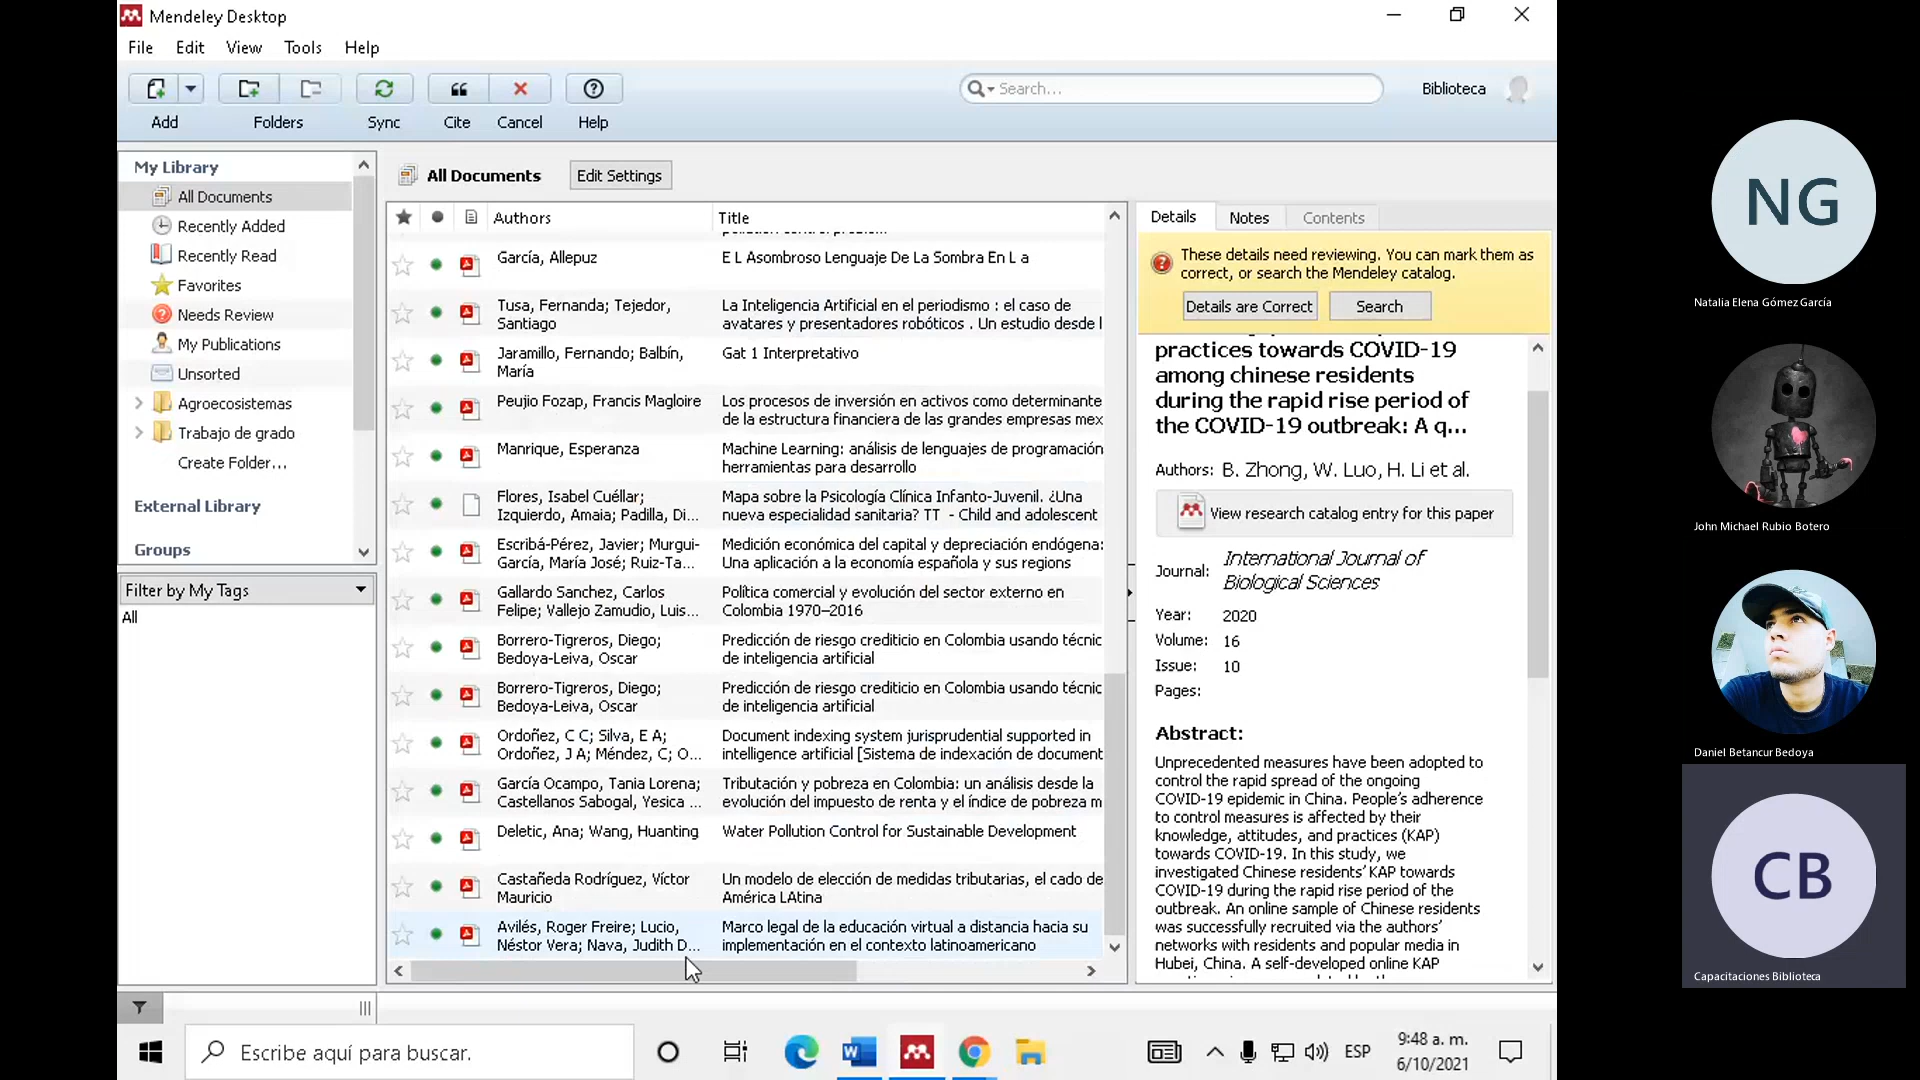 Mendeley Desktop
File Edit View Tools Help
Search...
Biblioteca
Add Folders Sync Cite Cancel Help
My Library
All Documents
Recently Added
Recently Read
Favorites
Needs Review
My Publications
Unsorted
Agroecosistemas
Trabajo de grado
Create Folder...
External Library
Groups
Filter by My Tags
All
All Documents
Edit Settings
Authors Title
García, Allepuz
E L Asombroso Lenguaje De La Sombra En L a
Tusa, Fernanda; Tejedor,
Santiago
La Inteligencia Artificial en el periodismo : el caso de
avatares y presentadores robóticos . Un estudio desde l
Jaramillo, Fernando; Balbín,
María
Gat 1 Interpretativo
Peujio Fozap, Francis Magloire
Los procesos de inversión en activos como determinante
de la estructura financiera de las grandes empresas mex
Manrique, Esperanza
Machine Learning: análisis de lenguajes de programación
herramientas para desarrollo
Flores, Isabel Cuéllar;
Izquierdo, Amaia; Padilla, Di...
Mapa sobre la Psicología Clínica Infanto-Juvenil. ¿Una
nueva especialidad sanitaria? TT - Child and adolescent
Escribá-Pérez, Javier; Murgui-
García, María José; Ruiz-Ta...
Medición económica del capital y depreciación endógena:
Una aplicación a la economía española y sus regions
Gallardo Sanchez, Carlos
Felipe; Vallejo Zamudio, Luis...
Política comercial y evolución del sector externo en
Colombia 1970–2016
Borrero-Tigreros, Diego;
Bedoya-Leiva, Oscar
Predicción de riesgo crediticio en Colombia usando técnic
de inteligencia artificial
Borrero-Tigreros, Diego;
Bedoya-Leiva, Oscar
Predicción de riesgo crediticio en Colombia usando técnic
de inteligencia artificial
Ordoñez, C C; Silva, E A;
Ordoñez, J A; Méndez, C; O...
Document indexing system jurisprudential supported in
intelligence artificial [Sistema de indexación de document
García Ocampo, Tania Lorena;
Castellanos Sabogal, Yesica ...
Tributación y pobreza en Colombia: un análisis desde la
evolución del impuesto de renta y el índice de pobreza m
Deletic, Ana; Wang, Huanting
Water Pollution Control for Sustainable Development
Castañeda Rodríguez, Víctor
Mauricio
Un modelo de elección de medidas tributarias, el cado de
América LAtina
Avilés, Roger Freire; Lucio,
Néstor Vera; Nava, Judith D...
Marco legal de la educación virtual a distancia hacia su
implementación en el contexto latinoamericano
Details Notes Contents
These details need reviewing. You can mark them as
correct, or search the Mendeley catalog.
Details are Correct Search
practices towards COVID-19
among chinese residents
during the rapid rise period of
the COVID-19 outbreak: A q...
Authors: B. Zhong, W. Luo, H. Li et al.
View research catalog entry for this paper
Journal: International Journal of
Biological Sciences
Year: 2020
Volume: 16
Issue: 10
Pages:
Abstract:
Unprecedented measures have been adopted to
control the rapid spread of the ongoing
COVID-19 epidemic in China. People's adherence
to control measures is affected by their
knowledge, attitudes, and practices (KAP)
towards COVID-19. In this study, we
investigated Chinese residents' KAP towards
COVID-19 during the rapid rise period of the
outbreak. An online sample of Chinese residents
was successfully recruited via the authors'
networks with residents and popular media in
Hubei, China. A self-developed online KAP
Escribe aquí para buscar.
ESP
9:48 a. m.
6/10/2021
NG
Natalia Elena Gómez García
John Michael Rubio Botero
Daniel Betancur Bedoya
CB
Capacitaciones Biblioteca